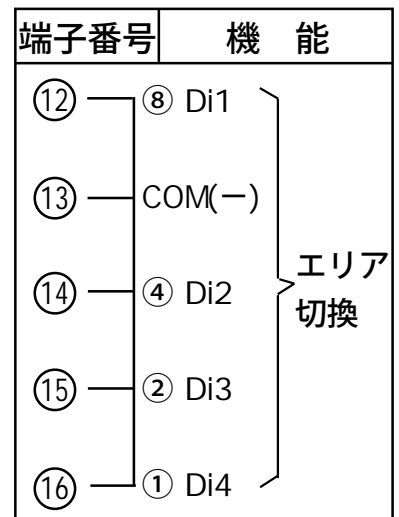 端子番号 機 能
⑫ ⑧ Di1
⑬ COM(ー)
エリア
⑭ ④ Di2
切換
⑮ ② Di3
⑯ ① Di4